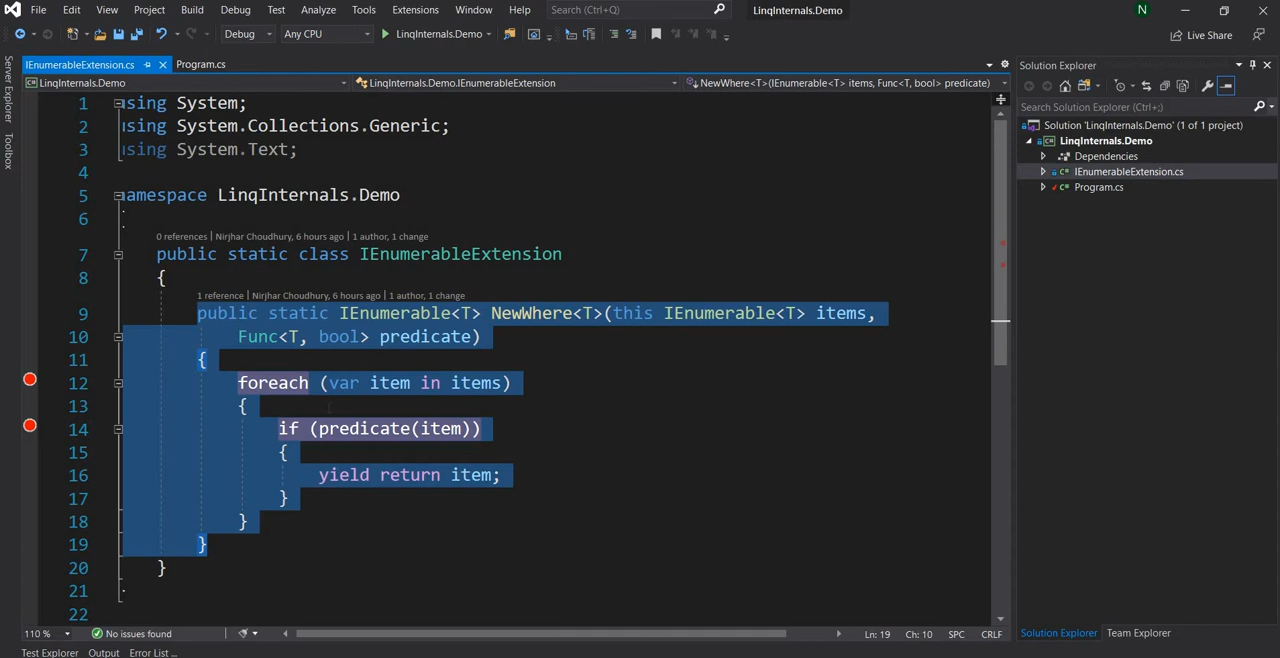 File Edit View Project Build Debug Test Analyze Tools Extensions Window Help Search (Ctrl+Q) LinqInternals.Demo N
Debug Any CPU LinqInternals.Demo Live Share
Server Explorer
Toolbox
IEnumerableExtension.cs Program.cs
LinqInternals.Demo LinqInternals.Demo.IEnumerableExtension NewWhere<T>(IEnumerable<T> items, Func<T, bool> predicate)
1 using System;
2 using System.Collections.Generic;
3 using System.Text;
4
5 namespace LinqInternals.Demo
6
0 references | Nirjhar Choudhury, 6 hours ago | 1 author, 1 change
7 public static class IEnumerableExtension
8 {
1 reference | Nirjhar Choudhury, 6 hours ago | 1 author, 1 change
9 public static IEnumerable<T> NewWhere<T>(this IEnumerable<T> items,
10 Func<T, bool> predicate)
11 {
12 foreach (var item in items)
13 {
14 if (predicate(item))
15 {
16 yield return item;
17 }
18 }
19 }
20 }
21
22
110 % No issues found Ln: 19 Ch: 10 SPC CRLF
Test Explorer Output Error List ...
Solution Explorer
Search Solution Explorer (Ctrl+;)
Solution 'LinqInternals.Demo' (1 of 1 project)
LinqInternals.Demo
Dependencies
IEnumerableExtension.cs
Program.cs
Solution Explorer Team Explorer